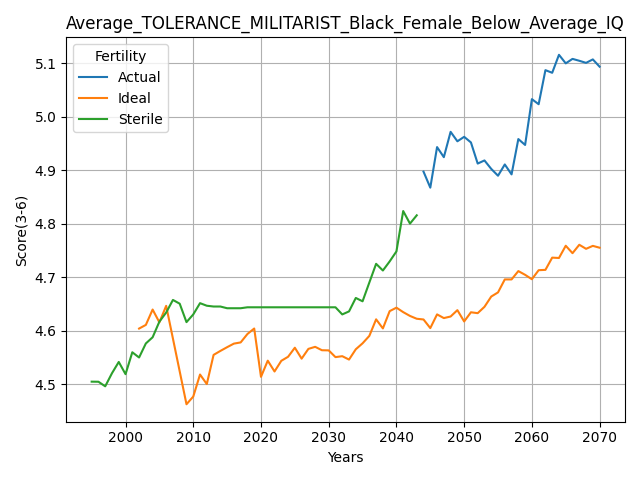 Average_TOLERANCE_MILITARIST_Black_Female_Below_Average_IQ
Fertility
Actual
Ideal
Sterile
5.1
5.0
4.9
4.8
4.7
4.6
4.5
Score(3-6)
2000 2010 2020 2030 2040 2050 2060 2070
Years